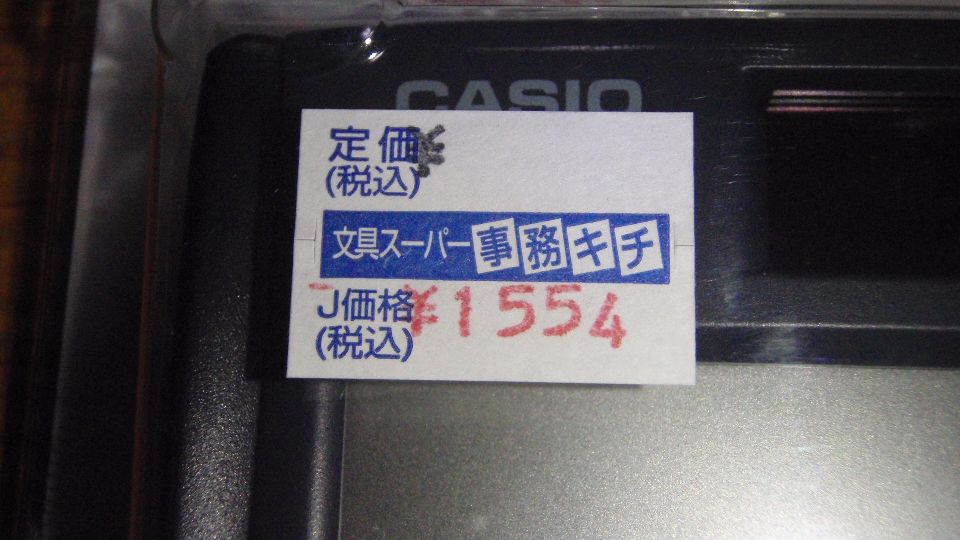 CASIO
定価 ¥
(税込)
文具スーパー事務キチ
J価格 ¥1554
(税込)